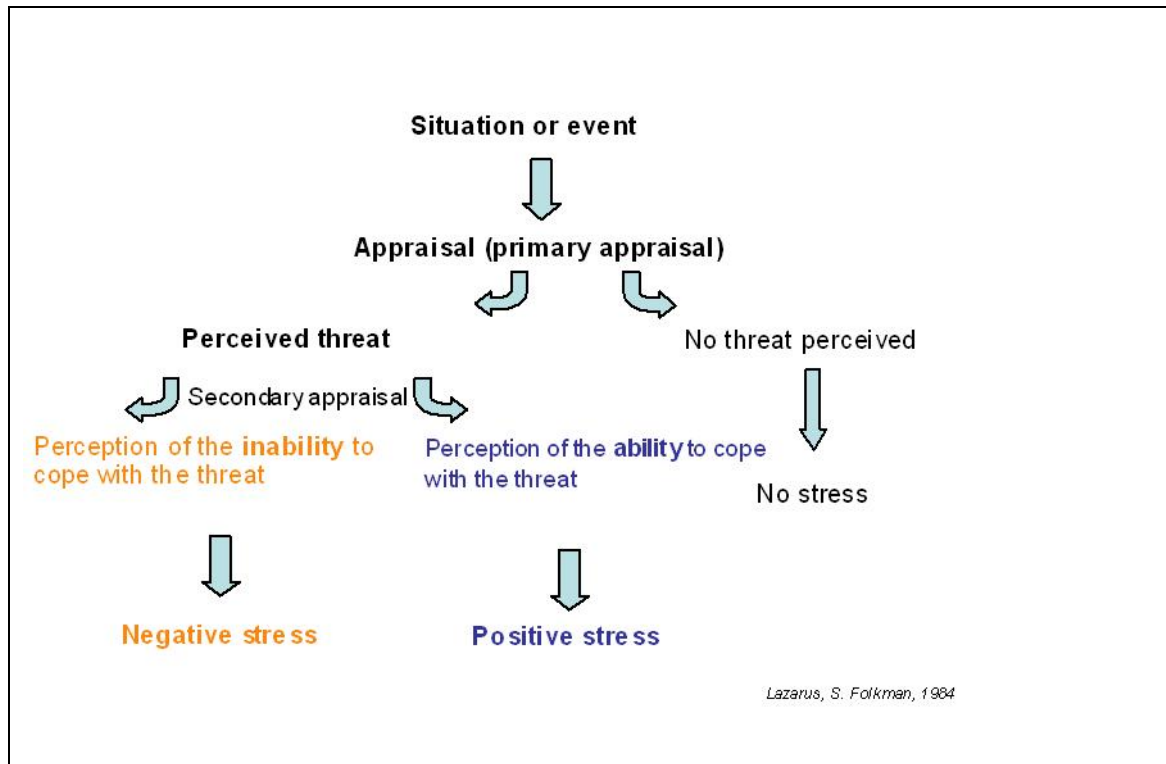 Situation or event
Appraisal (primary appraisal)
Perceived threat
No threat perceived
Secondary appraisal
Perception of the inability to
cope with the threat
Perception of the ability to cope
with the threat
No stress
Negative stress
Positive stress
Lazarus, S. Folkman, 1984